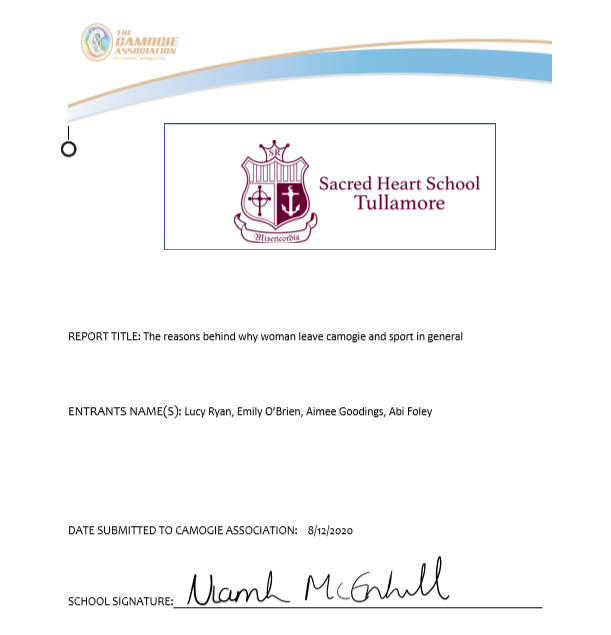 THE
CAMOGIE
ASSOCIATION
An Cumann Camógaíochta
SR
Sacred Heart School
Tullamore
Misericordia
REPORT TITLE: The reasons behind why woman leave camogie and sport in general
ENTRANTS NAME(S): Lucy Ryan, Emily O’Brien, Aimee Goodings, Abi Foley
DATE SUBMITTED TO CAMOGIE ASSOCIATION: 8/12/2020
SCHOOL SIGNATURE: Niamh McEnhill